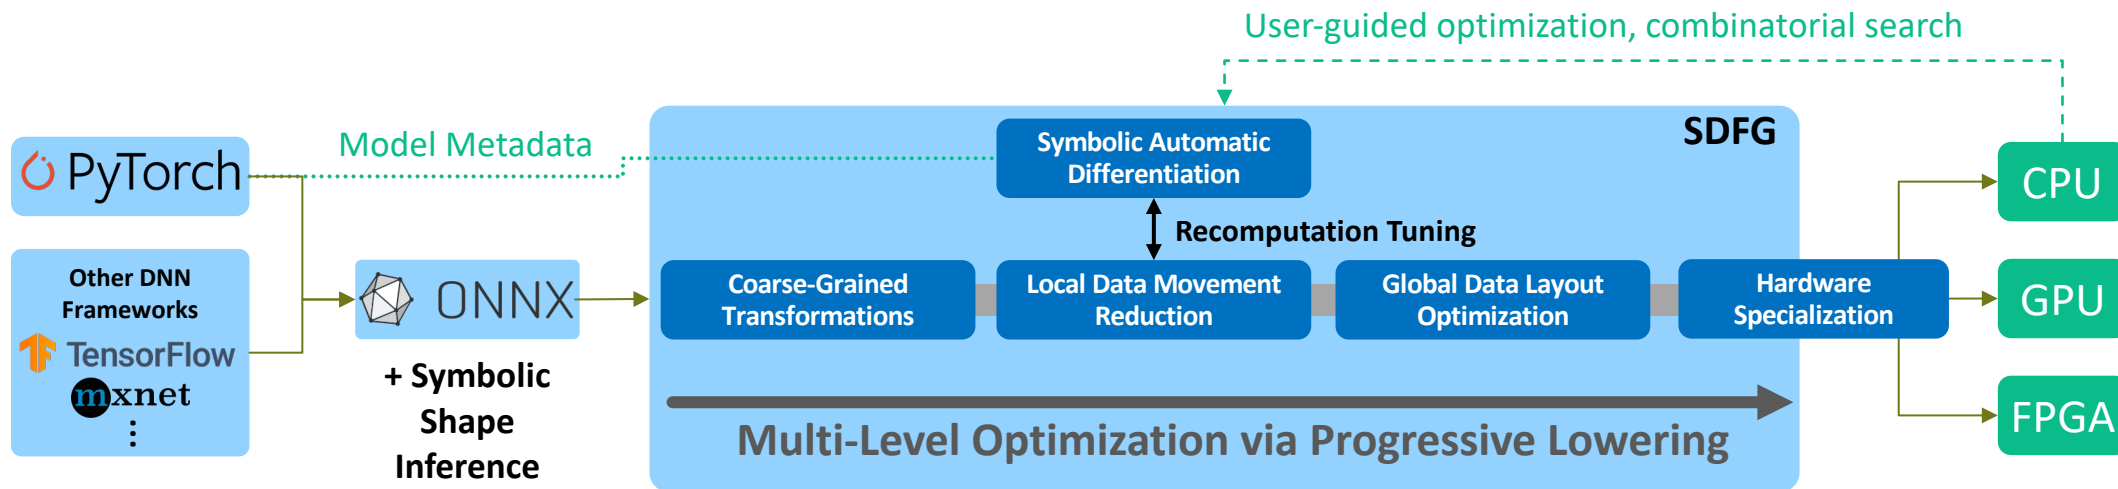 User-guided optimization, combinatorial search
PyTorch
Model Metadata
Other DNN
Frameworks
TensorFlow
mxnet
⋮
ONNX
+ Symbolic
Shape
Inference
SDFG
Symbolic Automatic
Differentiation
Recomputation Tuning
Coarse-Grained
Transformations
Local Data Movement
Reduction
Global Data Layout
Optimization
Hardware
Specialization
Multi-Level Optimization via Progressive Lowering
CPU
GPU
FPGA